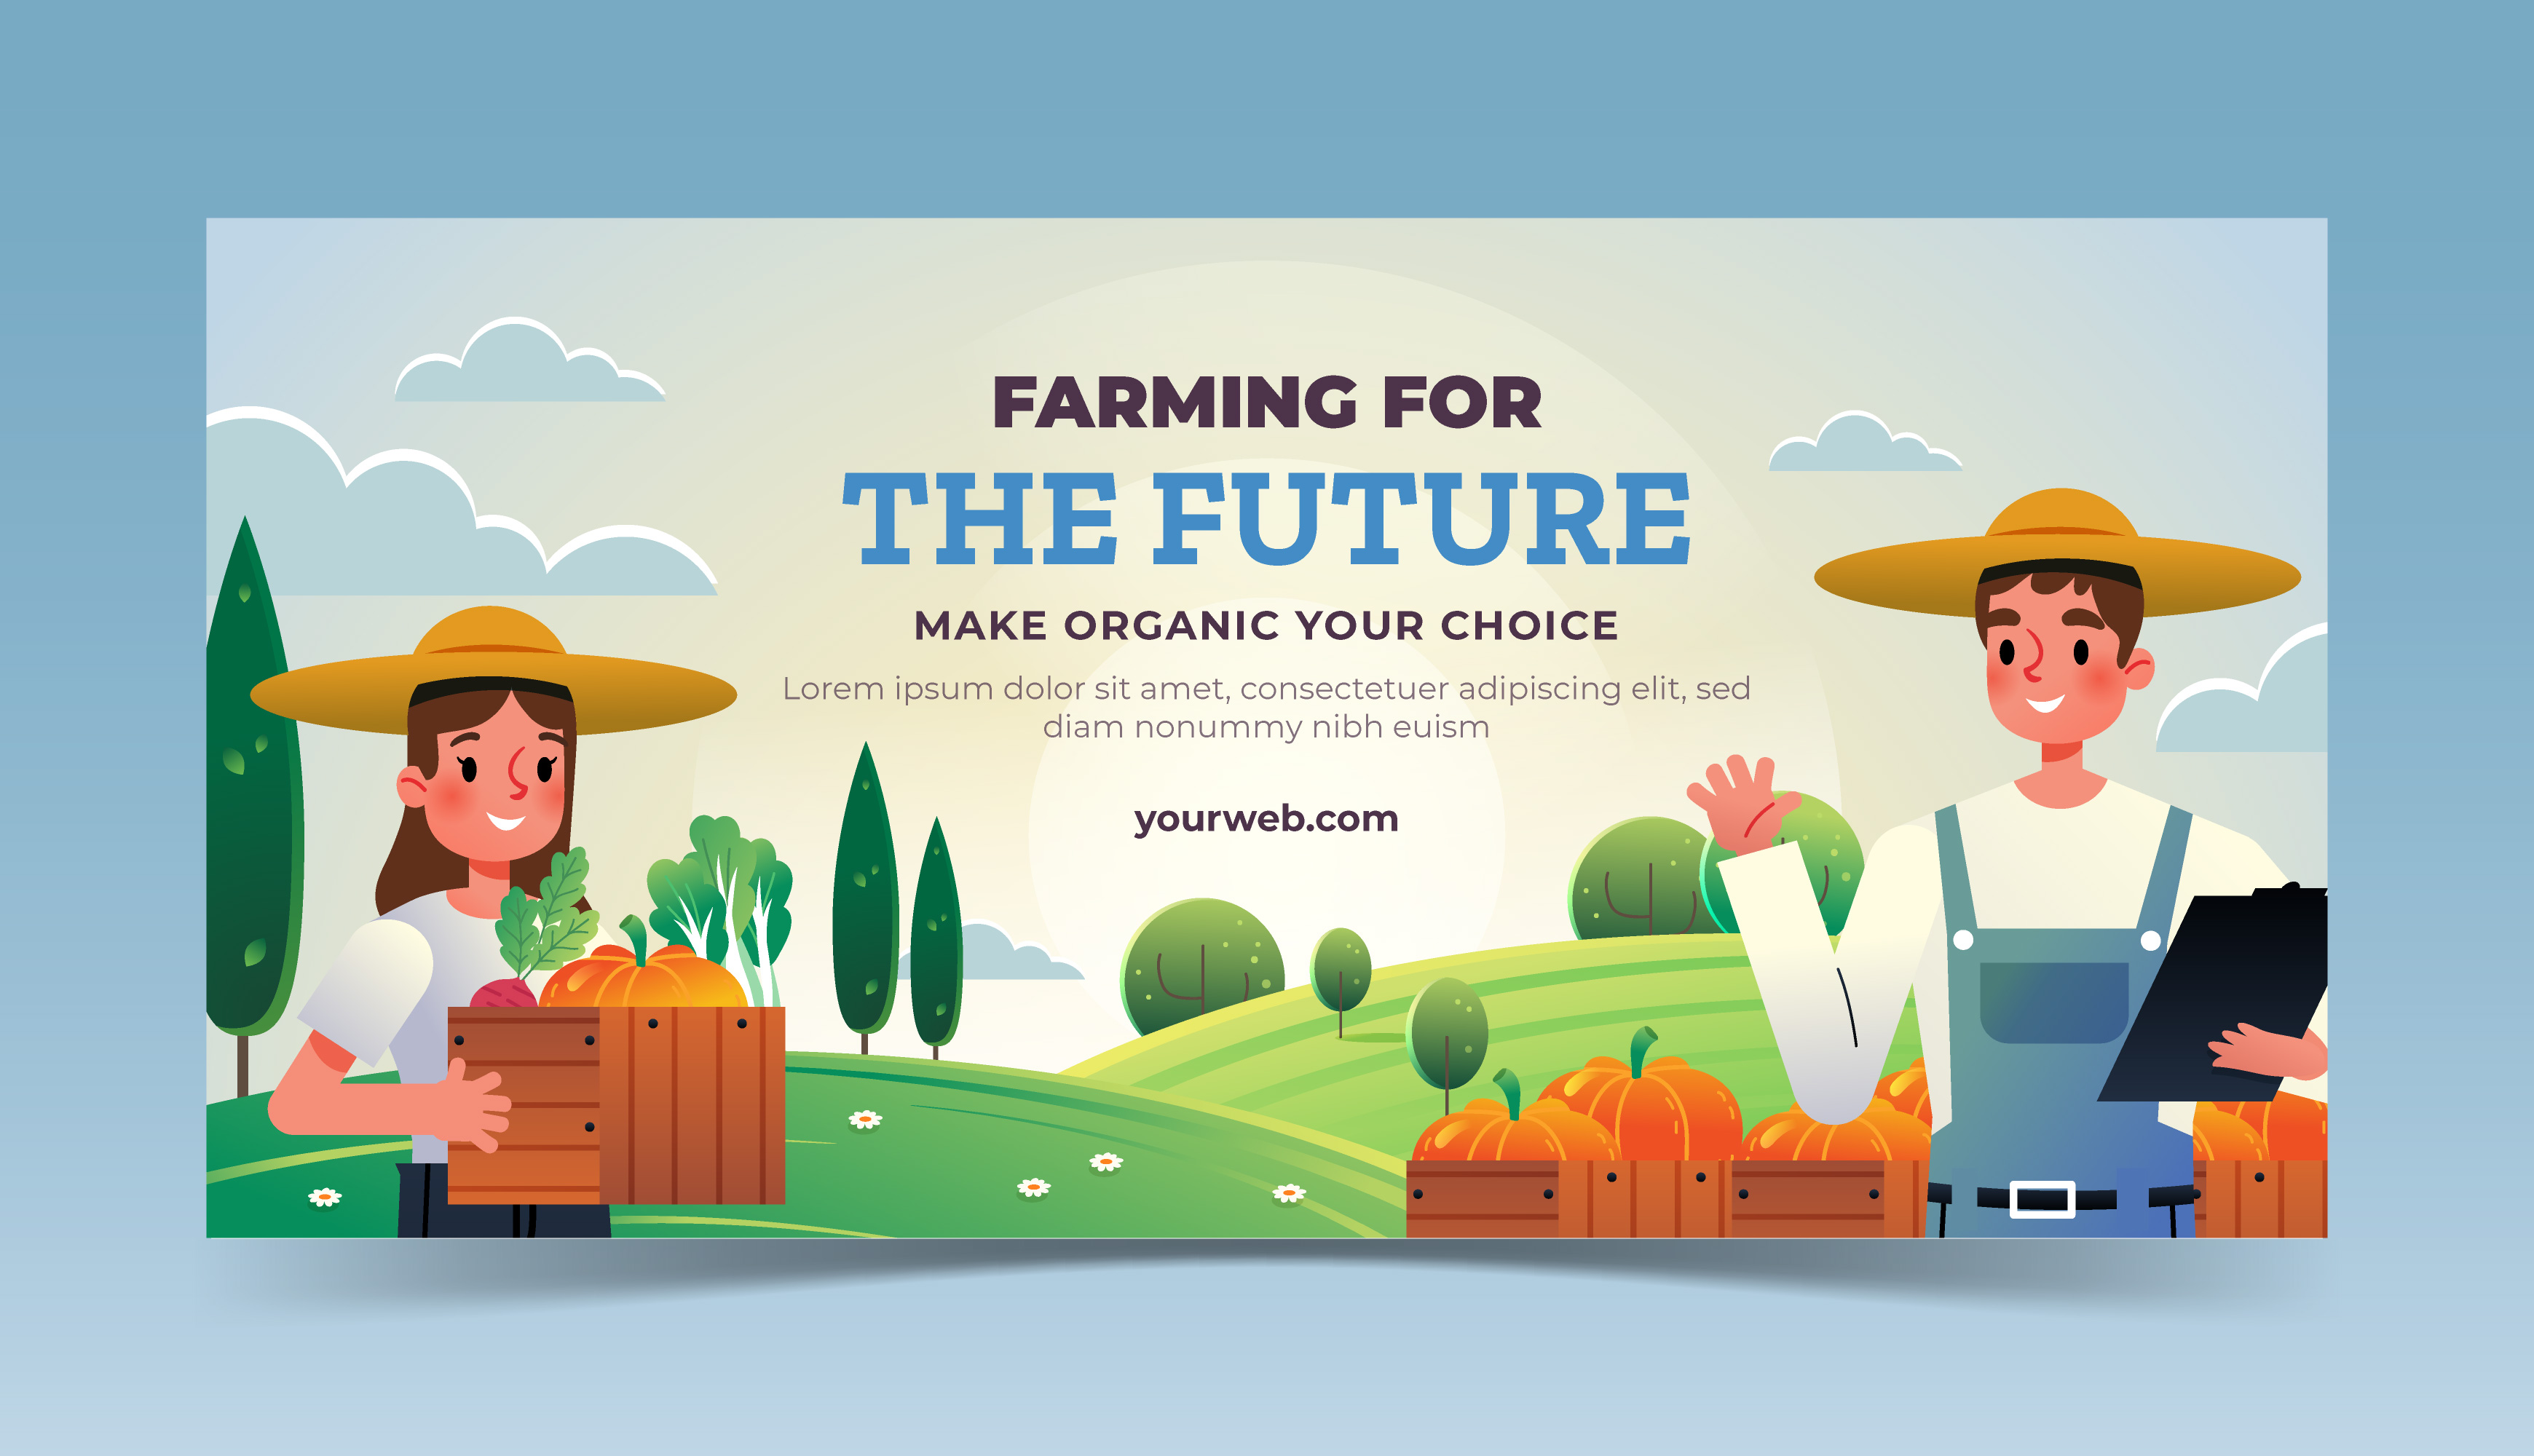 FARMING FOR
THE FUTURE
MAKE ORGANIC YOUR CHOICE
Lorem ipsum dolor sit amet, consectetuer adipiscing elit, sed
diam nonummy nibh euism
yourweb.com